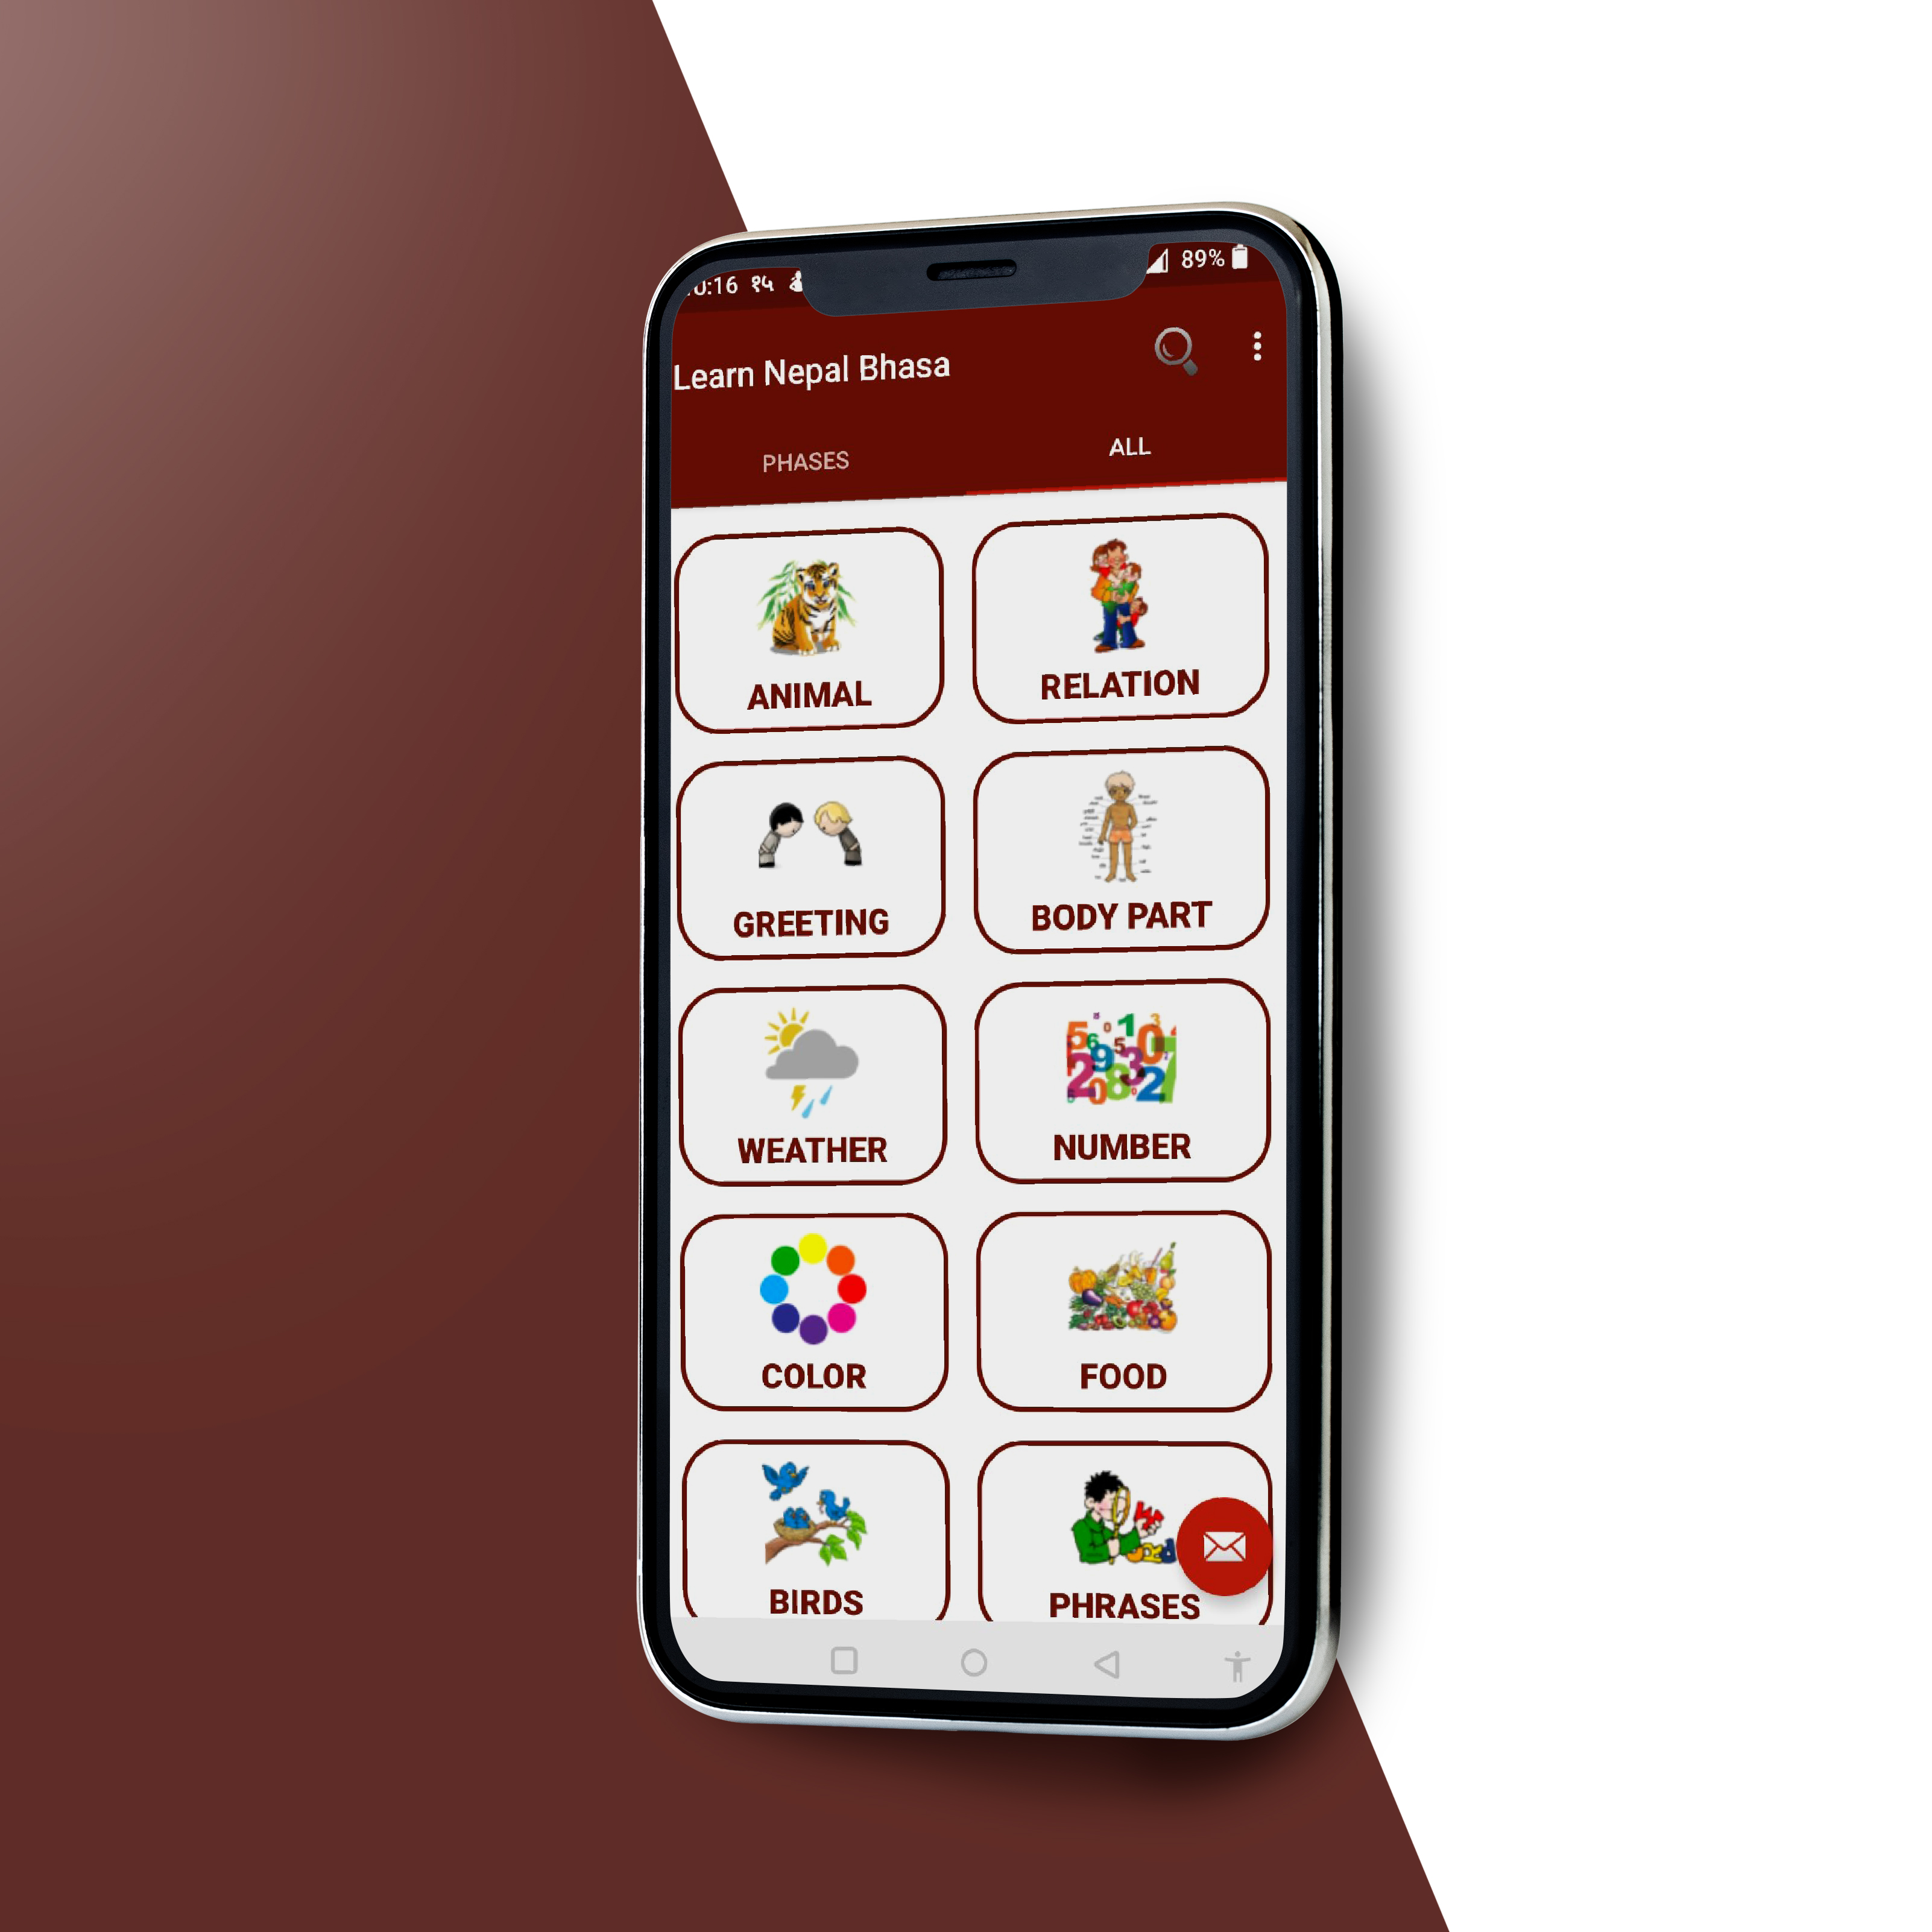 :16 १५
89%
Learn Nepal Bhasa
PHASES
ALL
ANIMAL
RELATION
GREETING
BODY PART
WEATHER
NUMBER
COLOR
FOOD
BIRDS
PHRASES